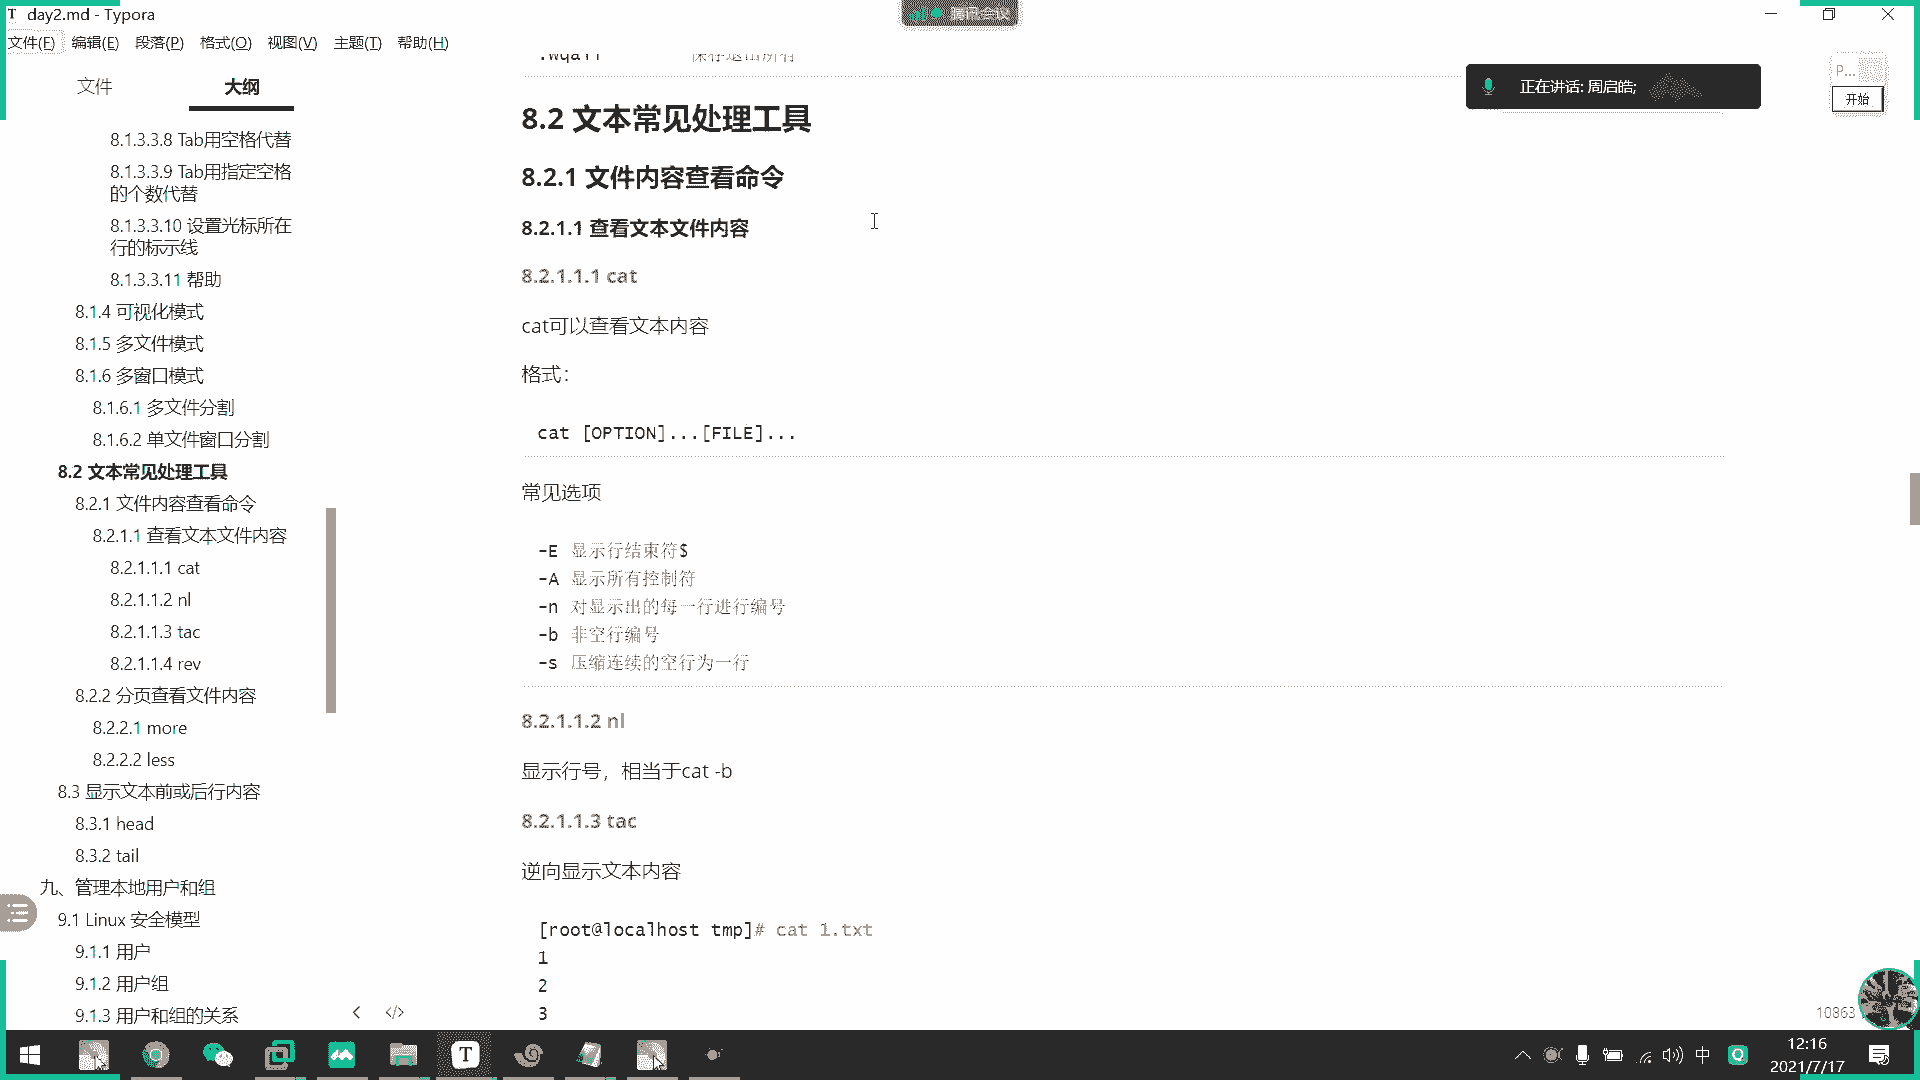 day2.md - Typora
腾讯会议
文件(F) 编辑(E) 段落(P) 格式(O) 视图(V) 主题(T) 帮助(H)
文件 大纲
8.1.3.3.8 Tab用空格代替
8.1.3.3.9 Tab用指定空格
的个数代替
8.1.3.3.10 设置光标所在
行的标示线
8.1.3.3.11 帮助
8.1.4 可视化模式
8.1.5 多文件模式
8.1.6 多窗口模式
8.1.6.1 多文件分割
8.1.6.2 单文件窗口分割
8.2 文本常见处理工具
8.2.1 文件内容查看命令
8.2.1.1 查看文本文件内容
8.2.1.1.1 cat
8.2.1.1.2 nl
8.2.1.1.3 tac
8.2.1.1.4 rev
8.2.2 分页查看文件内容
8.2.2.1 more
8.2.2.2 less
8.3 显示文本前或后行内容
8.3.1 head
8.3.2 tail
九、管理本地用户和组
9.1 Linux 安全模型
9.1.1 用户
9.1.2 用户组
9.1.3 用户和组的关系
:wqall 保存退出所有
8.2 文本常见处理工具
8.2.1 文件内容查看命令
8.2.1.1 查看文本文件内容
8.2.1.1.1 cat
cat可以查看文本内容
格式：
cat [OPTION]...[FILE]...
常见选项
-E 显示行结束符$
-A 显示所有控制符
-n 对显示出的每一行进行编号
-b 非空行编号
-s 压缩连续的空行为一行
8.2.1.1.2 nl
显示行号，相当于cat -b
8.2.1.1.3 tac
逆向显示文本内容
[root@localhost tmp]# cat 1.txt
1
2
3
正在讲话: 周启皓;
P...
开始
10863
中
12:16
2021/7/17